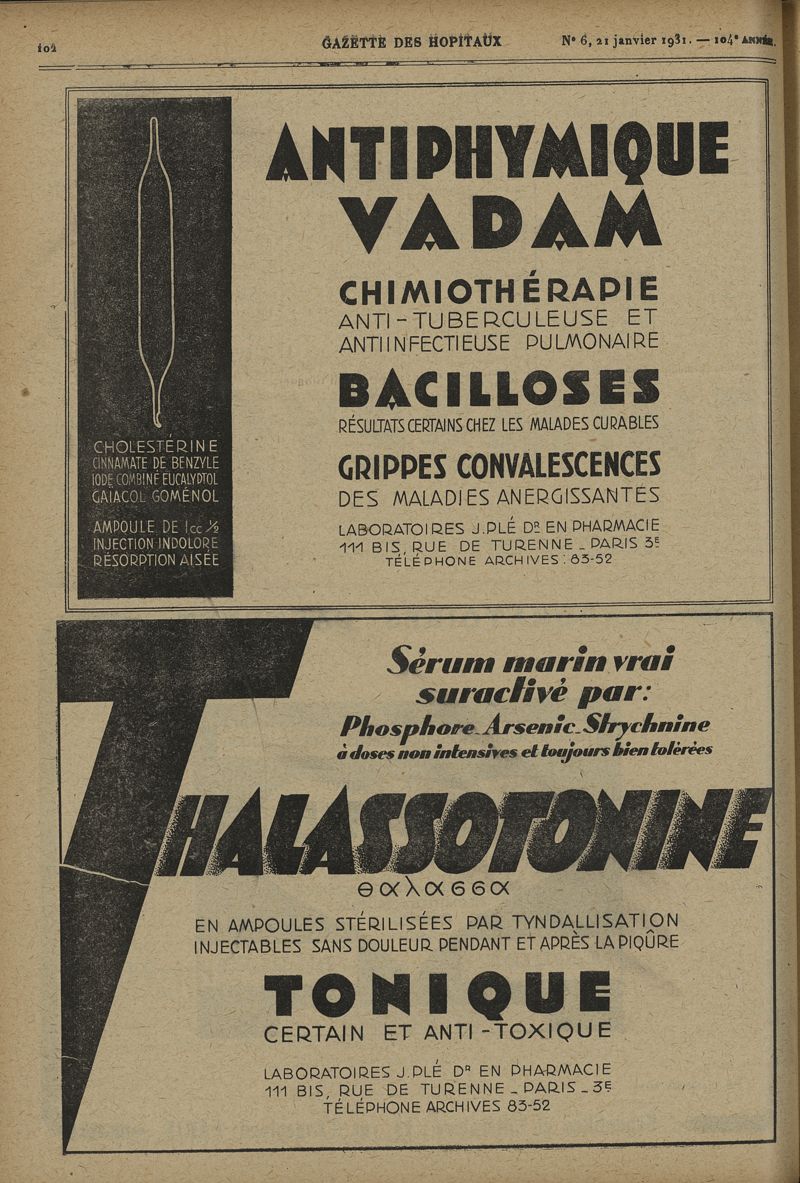 102
GAZETTE DES HOPITAUX
N° 6, 21 janvier 1931. — 104e ANNÉE.
CHOLESTÉRINE
CINNAMATE DE BENZYLE
IODE COMBINÉ EUCALYPTOL
GAIACOL GOMÉNOL
AMPOULE DE 1cc ½
INJECTION INDOLORE
RÉSORPTION AISÉE
ANTIPHYMIQUE
VADAM
CHIMIOTHÉRAPIE
ANTI-TUBERCULEUSE ET
ANTIINFECTIEUSE PULMONAIRE
BACILLOSES
RÉSULTATS CERTAINS CHEZ LES MALADES CURABLES
GRIPPES CONVALESCENCES
DES MALADIES ANERGISSANTES
LABORATOIRES J. PLÉ DR EN PHARMACIE
111 BIS, RUE DE TURENNE - PARIS 3E
TÉLÉPHONE ARCHIVES : 83-52
Sérum marin vrai
suractivé par:
Phosphore-Arsenic-Strychnine
à doses non intensives et toujours bien tolérées
THALASSOTONINE
θαλασσα
EN AMPOULES STÉRILISÉES PAR TYNDALLISATION
INJECTABLES SANS DOULEUR PENDANT ET APRÈS LA PIQÛRE
TONIQUE
CERTAIN ET ANTI-TOXIQUE
LABORATOIRES J. PLÉ DR EN PHARMACIE
111 BIS, RUE DE TURENNE - PARIS - 3E
TÉLÉPHONE ARCHIVES 83-52